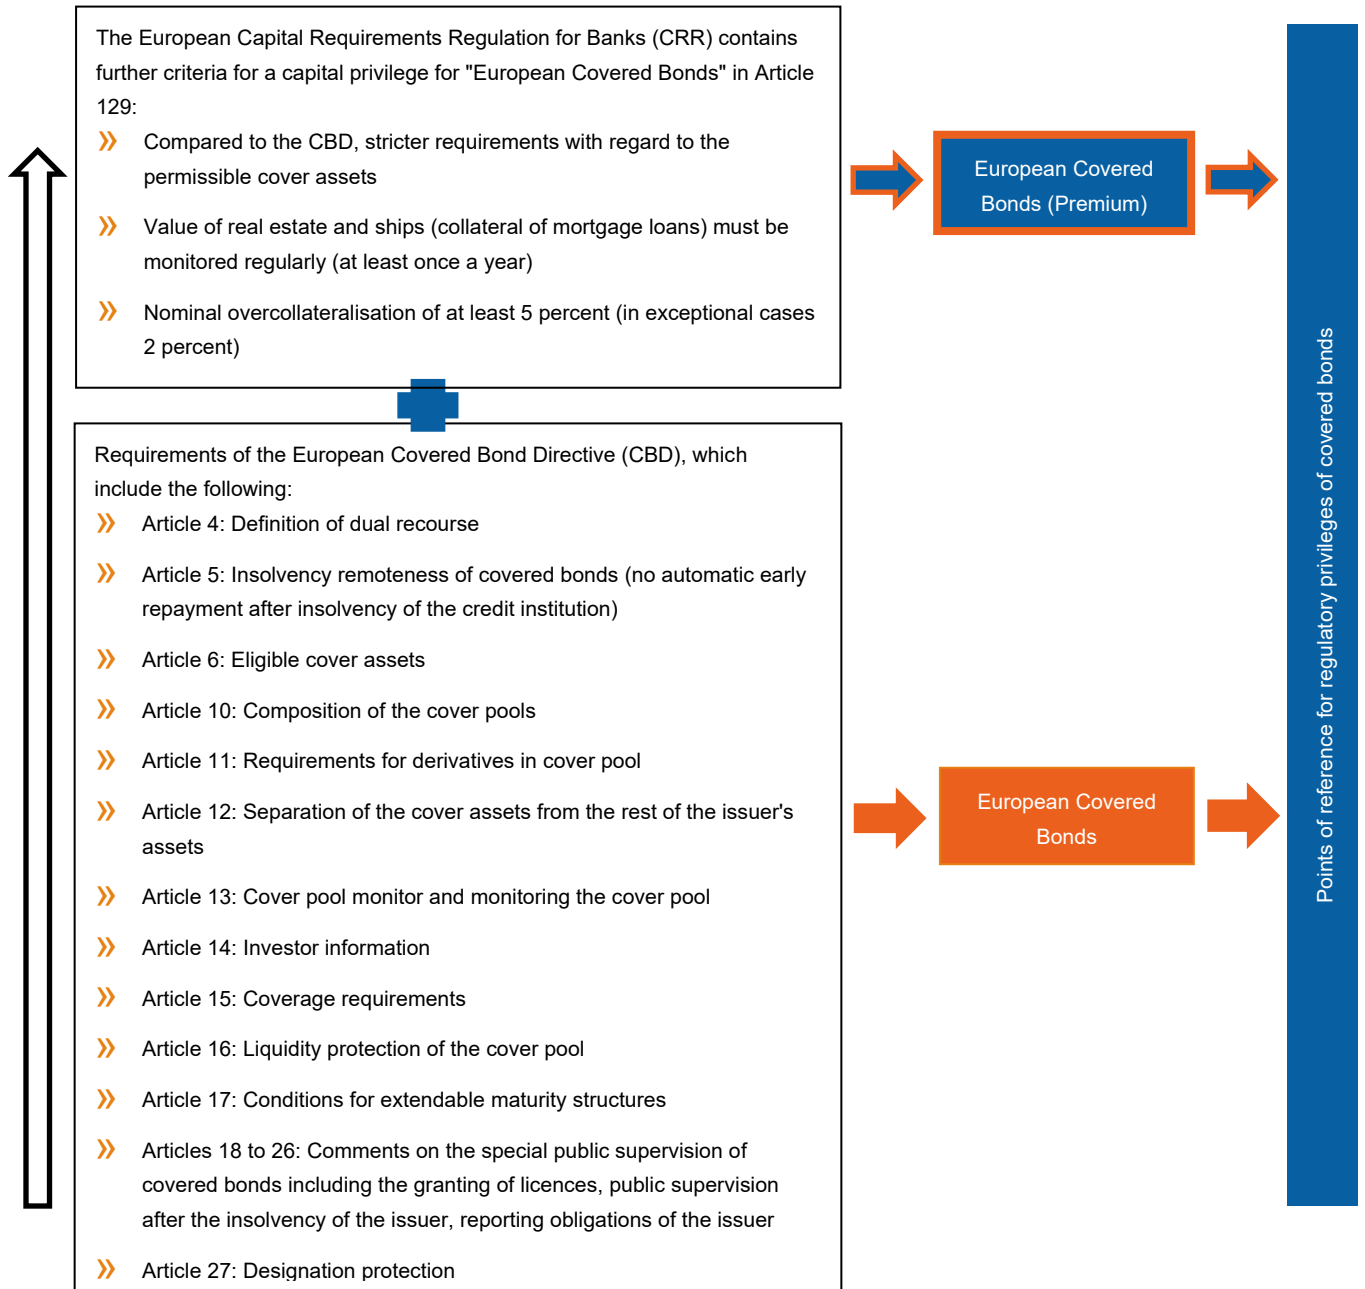 The European Capital Requirements Regulation for Banks (CRR) contains
further criteria for a capital privilege for "European Covered Bonds" in Article
129:
» Compared to the CBD, stricter requirements with regard to the
permissible cover assets
» Value of real estate and ships (collateral of mortgage loans) must be
monitored regularly (at least once a year)
» Nominal overcollateralisation of at least 5 percent (in exceptional cases
2 percent)
European Covered
Bonds (Premium)
Requirements of the European Covered Bond Directive (CBD), which
include the following:
» Article 4: Definition of dual recourse
» Article 5: Insolvency remoteness of covered bonds (no automatic early
repayment after insolvency of the credit institution)
» Article 6: Eligible cover assets
» Article 10: Composition of the cover pools
» Article 11: Requirements for derivatives in cover pool
» Article 12: Separation of the cover assets from the rest of the issuer's
assets
» Article 13: Cover pool monitor and monitoring the cover pool
» Article 14: Investor information
» Article 15: Coverage requirements
» Article 16: Liquidity protection of the cover pool
» Article 17: Conditions for extendable maturity structures
» Articles 18 to 26: Comments on the special public supervision of
covered bonds including the granting of licences, public supervision
after the insolvency of the issuer, reporting obligations of the issuer
» Article 27: Designation protection
European Covered
Bonds
Points of reference for regulatory privileges of covered bonds